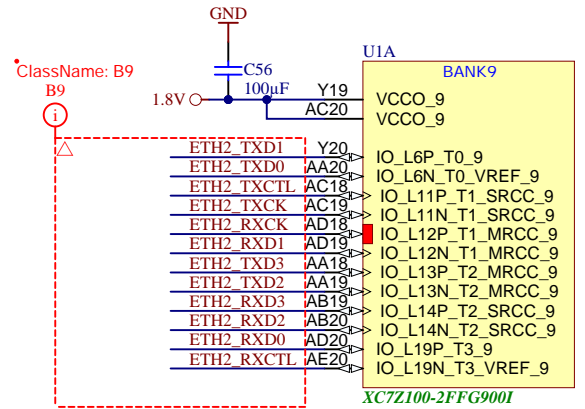 GND
U1A
ClassName: B9
B9
i
C56
100µF
1.8V
BANK9
Y19 VCCO_9
AC20 VCCO_9
ETH2_TXD1 Y20 IO_L6P_T0_9
ETH2_TXD0 AA20 IO_L6N_T0_VREF_9
ETH2_TXCTL AC18 IO_L11P_T1_SRCC_9
ETH2_TXCK AC19 IO_L11N_T1_SRCC_9
ETH2_RXCK AD18 IO_L12P_T1_MRCC_9
ETH2_RXD1 AD19 IO_L12N_T1_MRCC_9
ETH2_TXD3 AA18 IO_L13P_T2_MRCC_9
ETH2_TXD2 AA19 IO_L13N_T2_MRCC_9
ETH2_RXD3 AB19 IO_L14P_T2_SRCC_9
ETH2_RXD2 AB20 IO_L14N_T2_SRCC_9
ETH2_RXD0 AD20 IO_L19P_T3_9
ETH2_RXCTL AE20 IO_L19N_T3_VREF_9
XC7Z100-2FFG900I